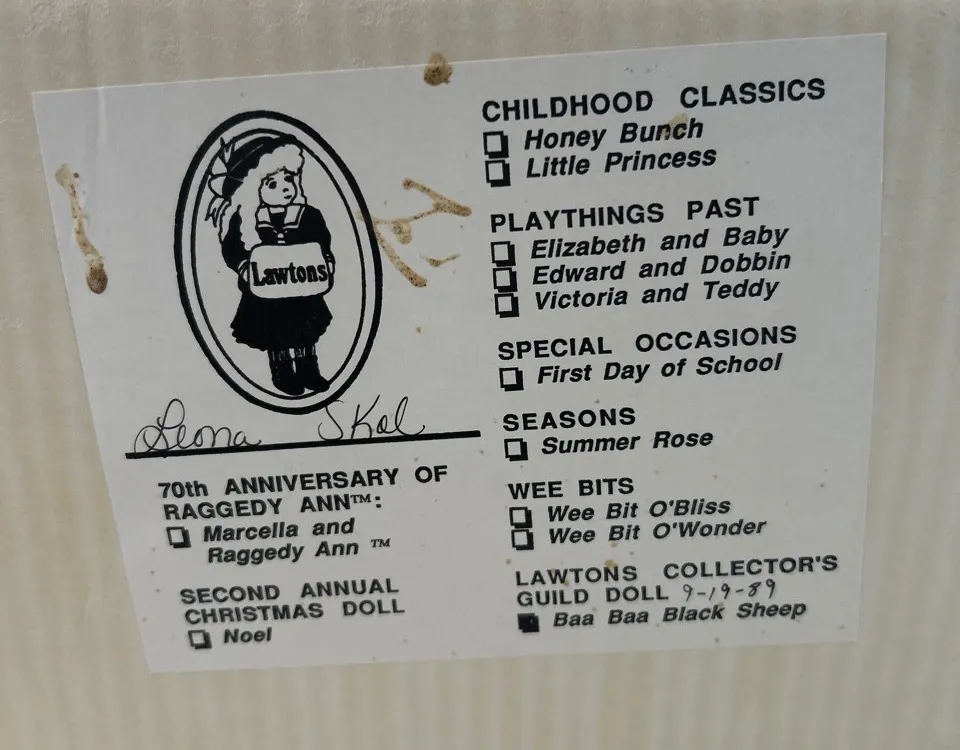 Lawtons
Leona Skol
70th ANNIVERSARY OF
RAGGEDY ANN™:
Marcella and
Raggedy Ann ™
SECOND ANNUAL
CHRISTMAS DOLL
Noel
CHILDHOOD CLASSICS
Honey Bunch
Little Princess
PLAYTHINGS PAST
Elizabeth and Baby
Edward and Dobbin
Victoria and Teddy
SPECIAL OCCASIONS
First Day of School
SEASONS
Summer Rose
WEE BITS
Wee Bit O'Bliss
Wee Bit O'Wonder
LAWTONS COLLECTOR'S
GUILD DOLL 9-19-89
Baa Baa Black Sheep